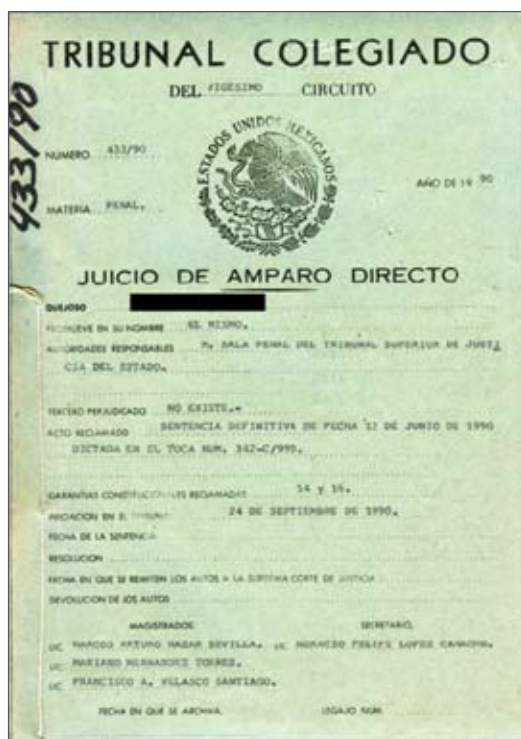 TRIBUNAL COLEGIADO
DEL VIGESIMO CIRCUITO
433/90
ESTADOS UNIDOS MEXICANOS
NUMERO 433/90
AÑO DE 19 90
MATERIA PENAL.
JUICIO DE AMPARO DIRECTO
QUEJOSO
PROMUEVE EN SU NOMBRE EL MISMO.
AUTORIDADES RESPONSABLES H. SALA PENAL DEL TRIBUNAL SUPERIOR DE JUSTI
CIA DEL ESTADO.
TERCERO PERJUDICADO NO EXISTE.-
ACTO RECLAMADO SENTENCIA DEFINITIVA DE FECHA 12 DE JUNIO DE 1990
DICTADA EN EL TOCA NUM. 342-C/990.
GARANTIAS CONSTITUCIONALES RECLAMADAS 14 y 16.
INICIACION EN EL TRIBUNAL 24 DE SEPTIEMBRE DE 1990.
FECHA DE LA SENTENCIA
RESOLUCION
FECHA EN QUE SE REMITEN LOS AUTOS A LA SUPREMA CORTE DE JUSTICIA
DEVOLUCION DE LOS AUTOS
MAGISTRADOS: SECRETARIO,
LIC MARCOS ARTURO NAZAR SEVILLA. LIC HORACIO FELIPE LOPEZ CAMACHO.
LIC MARIANO HERNANDEZ TORRES.
LIC FRANCISCO A. VELASCO SANTIAGO.
FECHA EN QUE SE ARCHIVA. LEGAJO NUM.